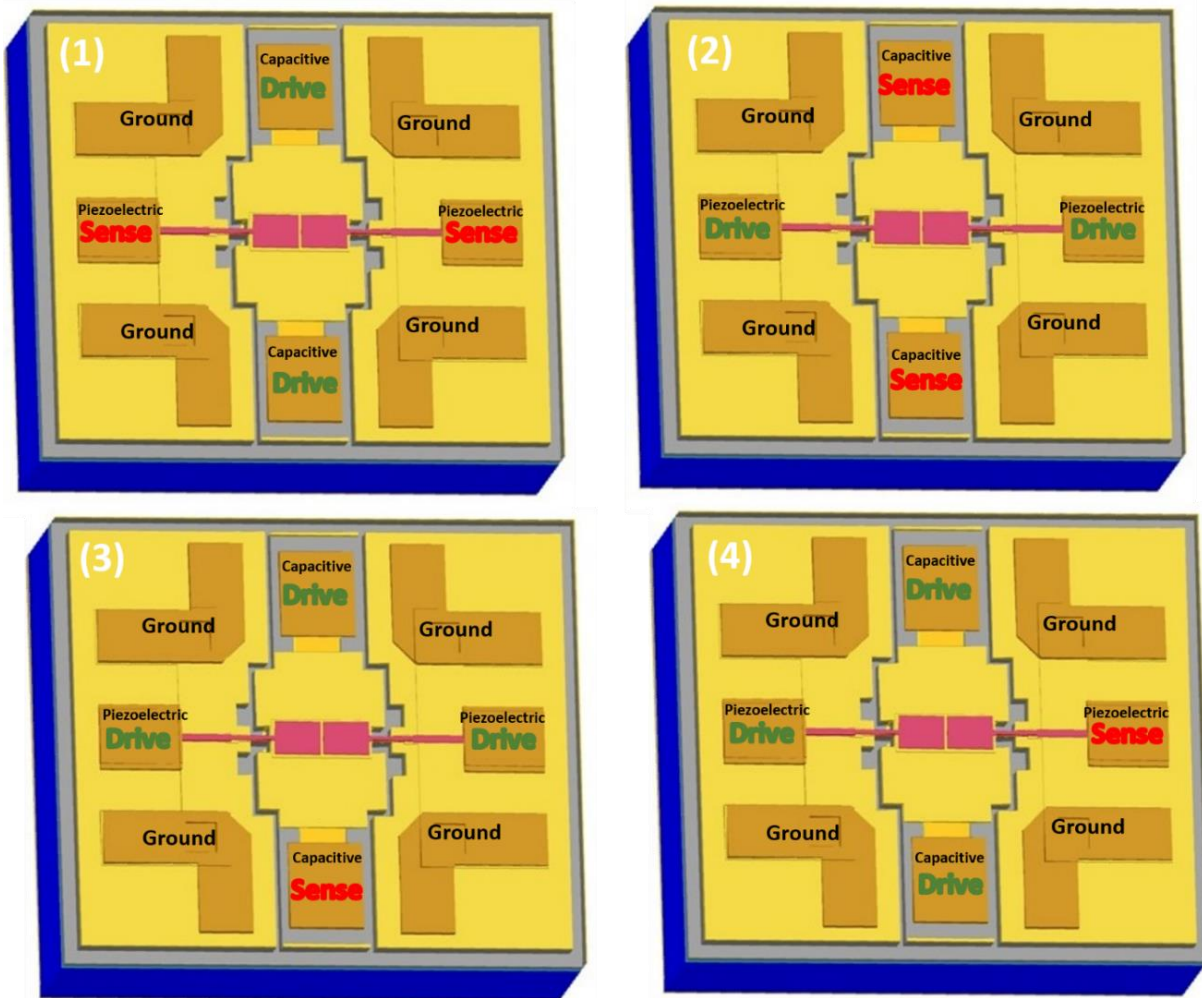 (1)
Capacitive
Drive
Ground
Ground
Piezoelectric
Sense
Piezoelectric
Sense
Ground
Ground
Capacitive
Drive
(2)
Capacitive
Sense
Ground
Ground
Piezoelectric
Drive
Piezoelectric
Drive
Ground
Ground
Capacitive
Sense
(3)
Capacitive
Drive
Ground
Ground
Piezoelectric
Drive
Piezoelectric
Drive
Ground
Ground
Capacitive
Sense
(4)
Capacitive
Drive
Ground
Ground
Piezoelectric
Drive
Piezoelectric
Sense
Ground
Ground
Capacitive
Drive